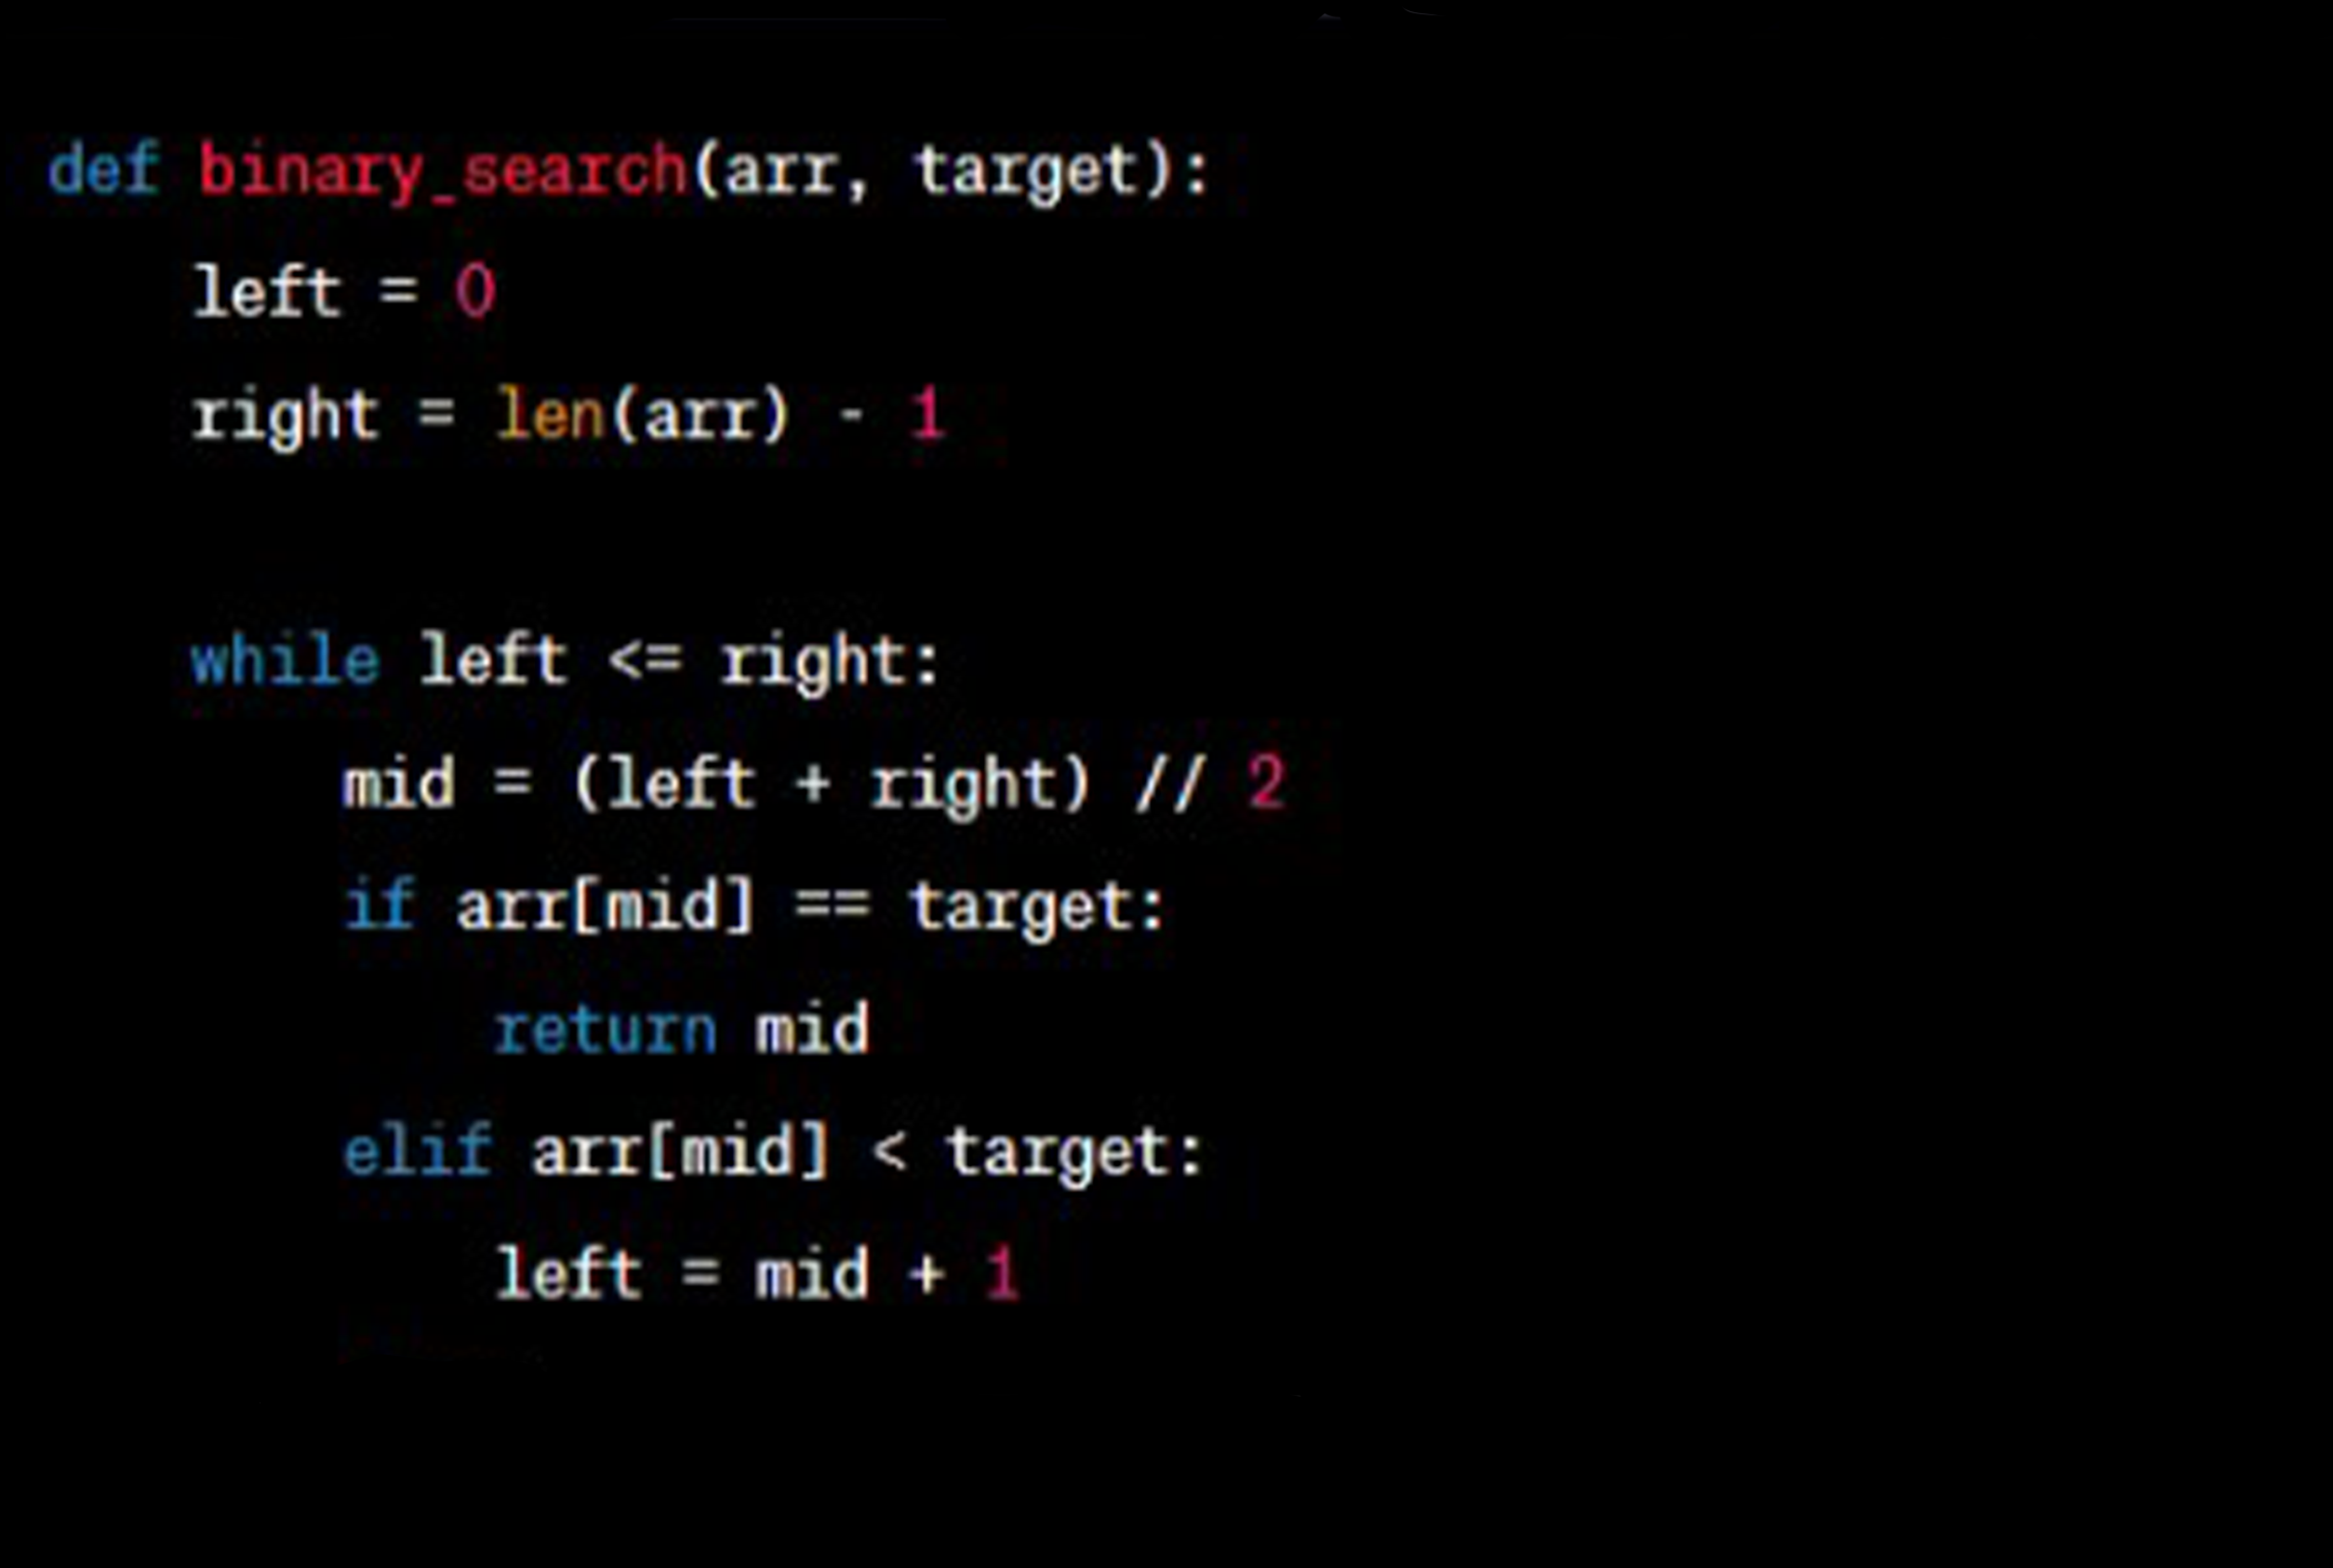 def binary_search(arr, target):
    left = 0
    right = len(arr) - 1

    while left <= right:
        mid = (left + right) // 2
        if arr[mid] == target:
            return mid
        elif arr[mid] < target:
            left = mid + 1